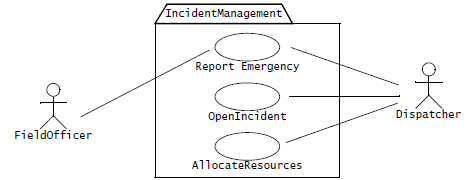 IncidentManagement
Report Emergency
OpenIncident
AllocateResources
FieldOfficer
Dispatcher